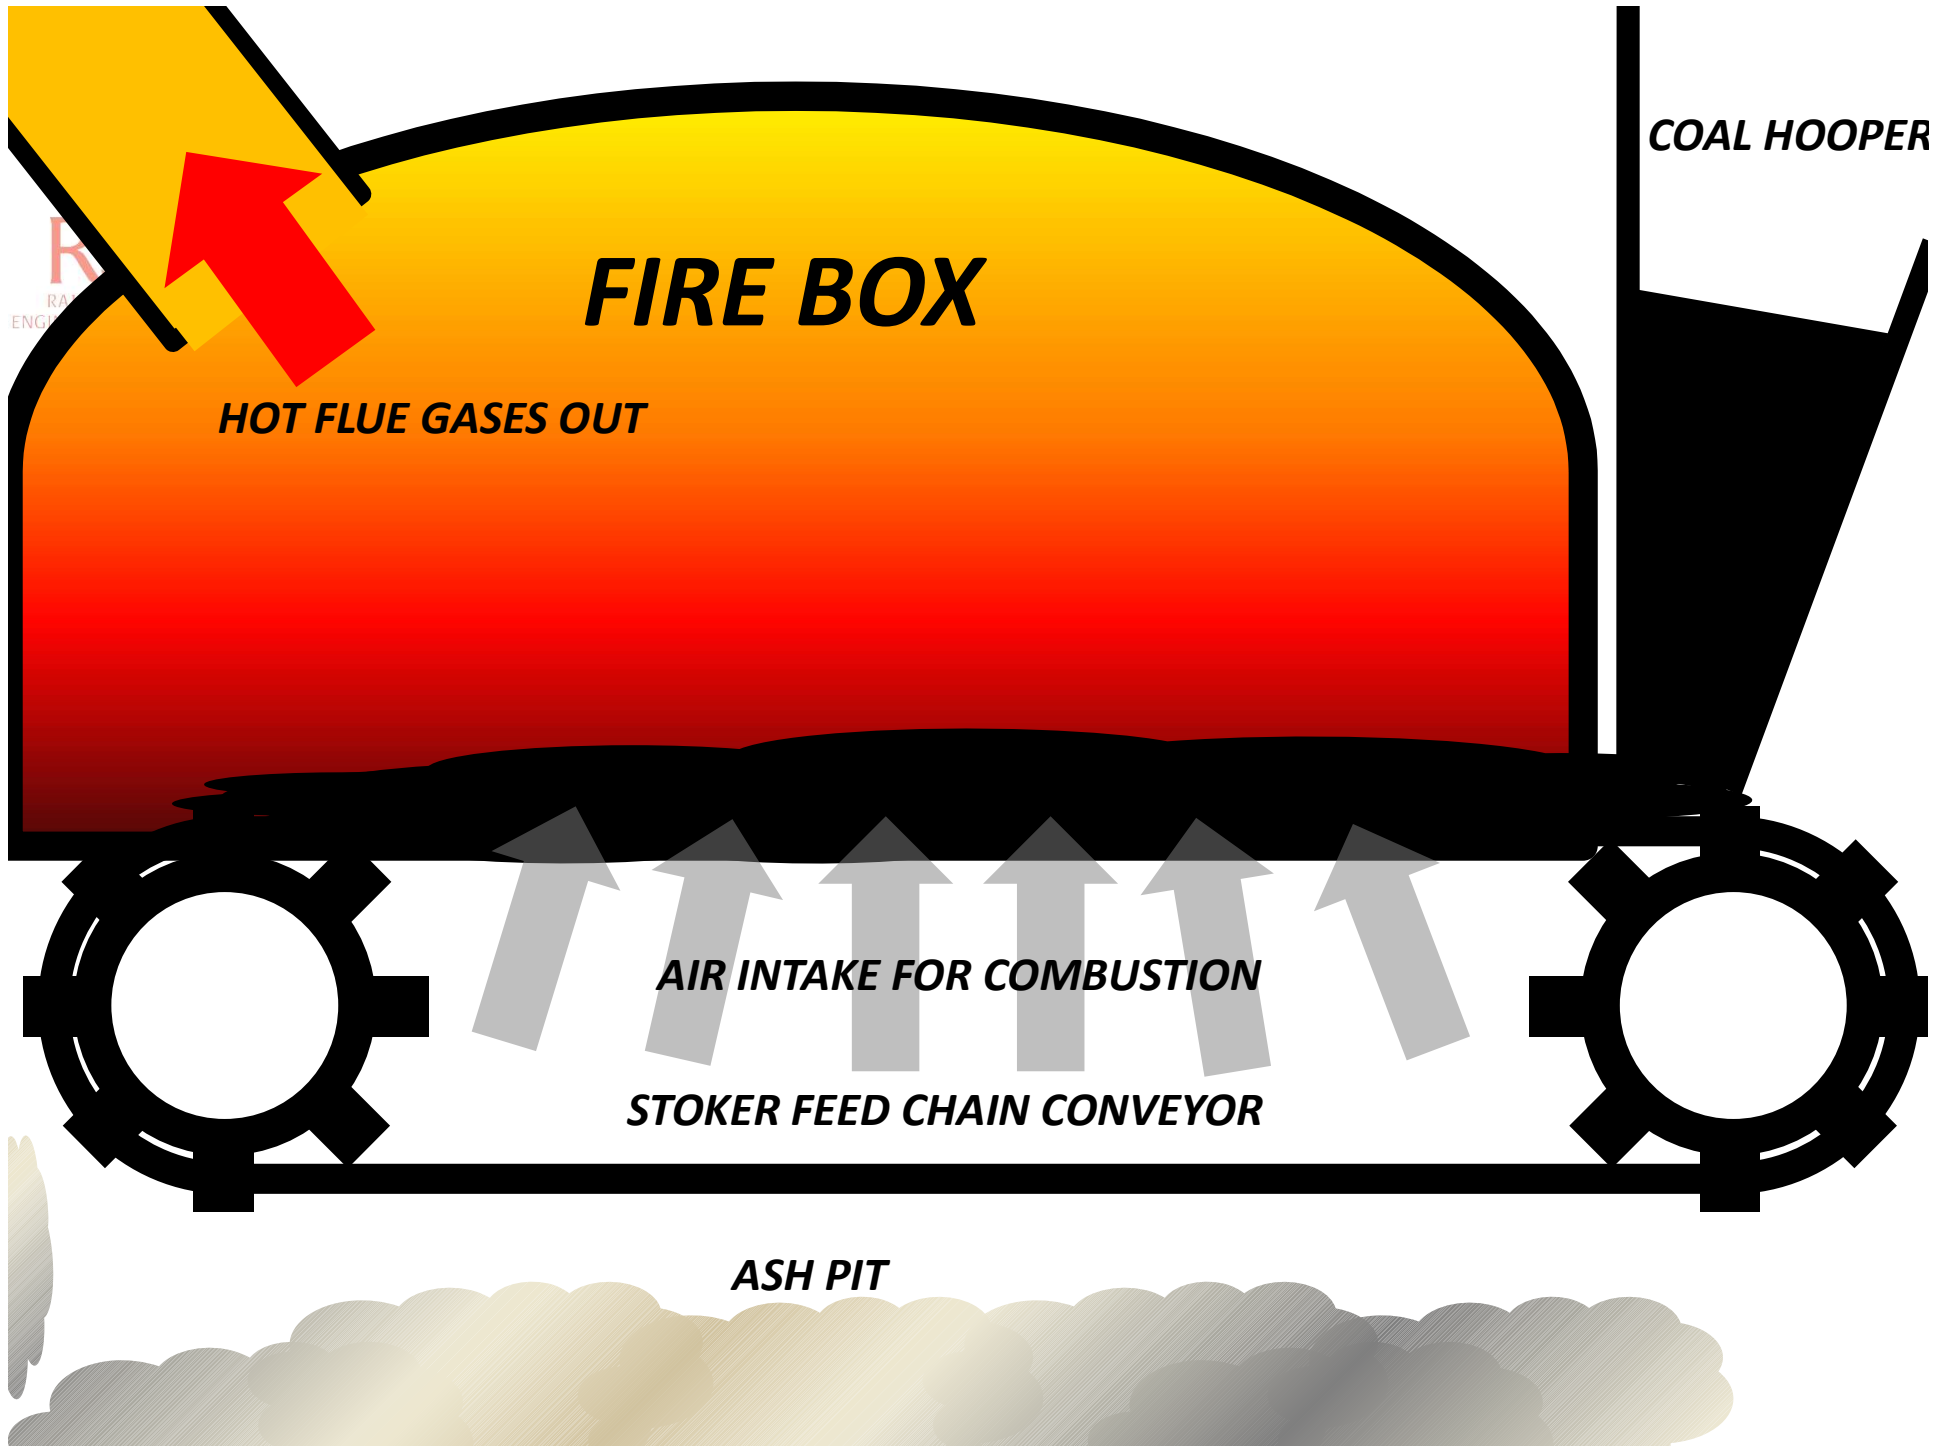 COAL HOOPER
R
FIRE BOX
HOT FLUE GASES OUT
AIR INTAKE FOR COMBUSTION
STOKER FEED CHAIN CONVEYOR
ASH PIT